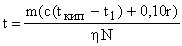 t = m(c(tкип − t₁) + 0,10r) / ηN